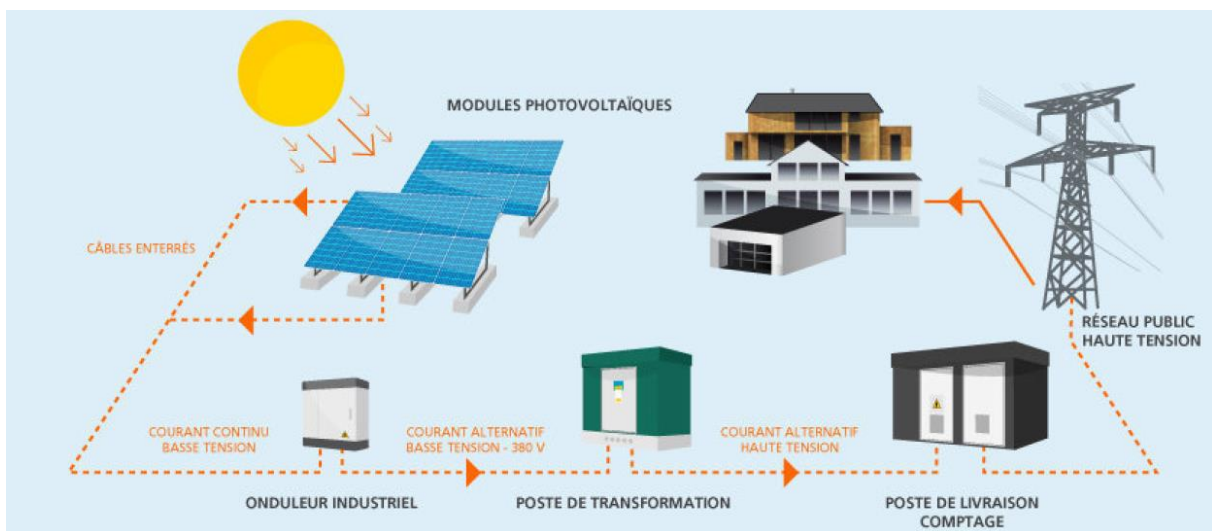 MODULES PHOTOVOLTAÏQUES
CÂBLES ENTERRÉS
RÉSEAU PUBLIC
HAUTE TENSION
COURANT CONTINU
BASSE TENSION
COURANT ALTERNATIF
BASSE TENSION - 380 V
COURANT ALTERNATIF
HAUTE TENSION
ONDULEUR INDUSTRIEL
POSTE DE TRANSFORMATION
POSTE DE LIVRAISON
COMPTAGE